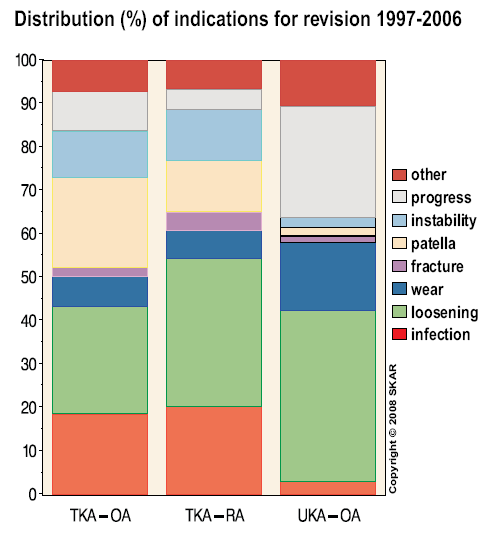 Distribution (%) of indications for revision 1997-2006
100
90
80
70
60
50
40
30
20
10
0
TKA–OA
TKA–RA
UKA–OA
other
progress
instability
patella
fracture
wear
loosening
infection
Copyright © 2008 SKAR